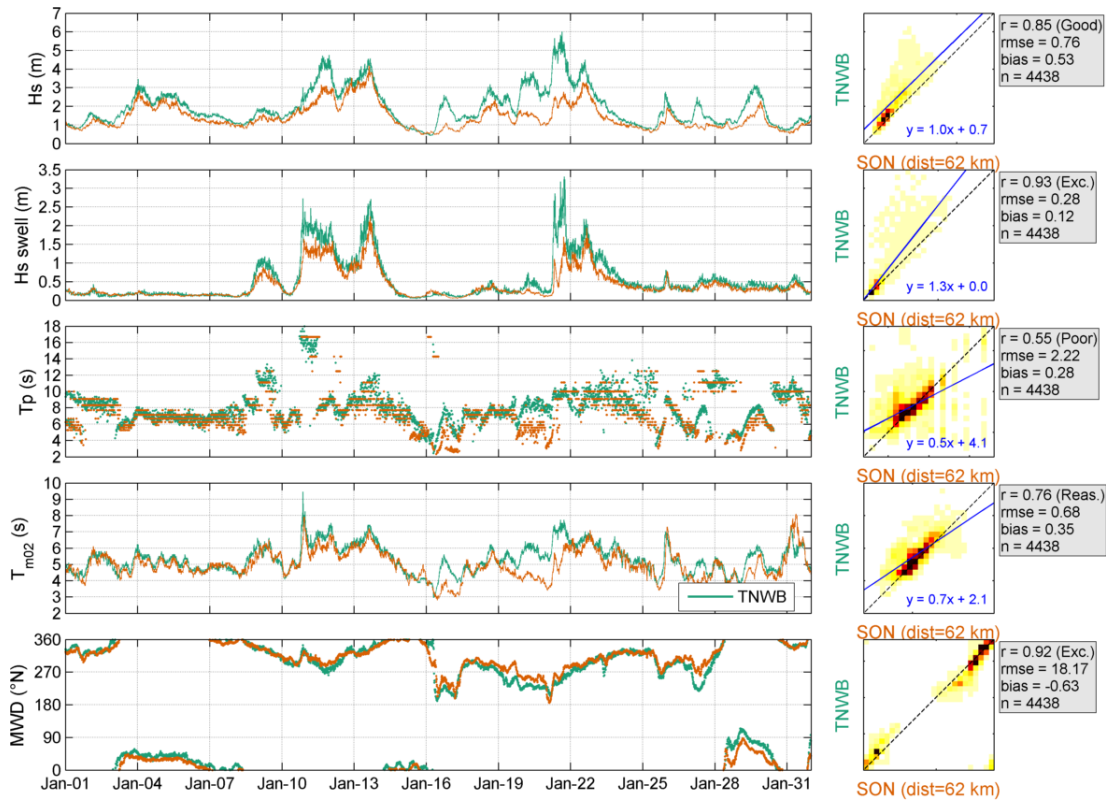 7
6
5
4
3
2
1
0
Hs (m)
TNWB
y = 1.0x + 0.7
SON (dist=62 km)
r = 0.85 (Good)
rmse = 0.76
bias = 0.53
n = 4438
3.5
3
2.5
2
1.5
1
0.5
0
Hs swell (m)
TNWB
y = 1.3x + 0.0
SON (dist=62 km)
r = 0.93 (Exc.)
rmse = 0.28
bias = 0.12
n = 4438
18
16
14
12
10
8
6
4
2
Tp (s)
TNWB
y = 0.5x + 4.1
SON (dist=62 km)
r = 0.55 (Poor)
rmse = 2.22
bias = 0.28
n = 4438
10
9
8
7
6
5
4
3
2
Tm02 (s)
TNWB
TNWB
y = 0.7x + 2.1
SON (dist=62 km)
r = 0.76 (Reas.)
rmse = 0.68
bias = 0.35
n = 4438
360
270
180
90
0
MWD (°N)
Jan-01 Jan-04 Jan-07 Jan-10 Jan-13 Jan-16 Jan-19 Jan-22 Jan-25 Jan-28 Jan-31
TNWB
SON (dist=62 km)
r = 0.92 (Exc.)
rmse = 18.17
bias = -0.63
n = 4438